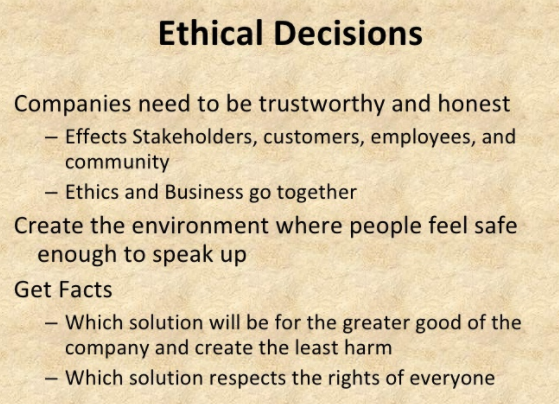 Ethical Decisions
Companies need to be trustworthy and honest
– Effects Stakeholders, customers, employees, and
community
– Ethics and Business go together
Create the environment where people feel safe
enough to speak up
Get Facts
– Which solution will be for the greater good of the
company and create the least harm
– Which solution respects the rights of everyone